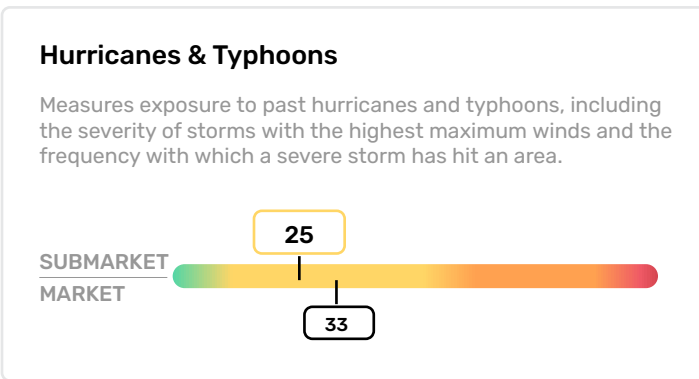 Hurricanes & Typhoons
Measures exposure to past hurricanes and typhoons, including
the severity of storms with the highest maximum winds and the
frequency with which a severe storm has hit an area.
25
SUBMARKET
MARKET
33